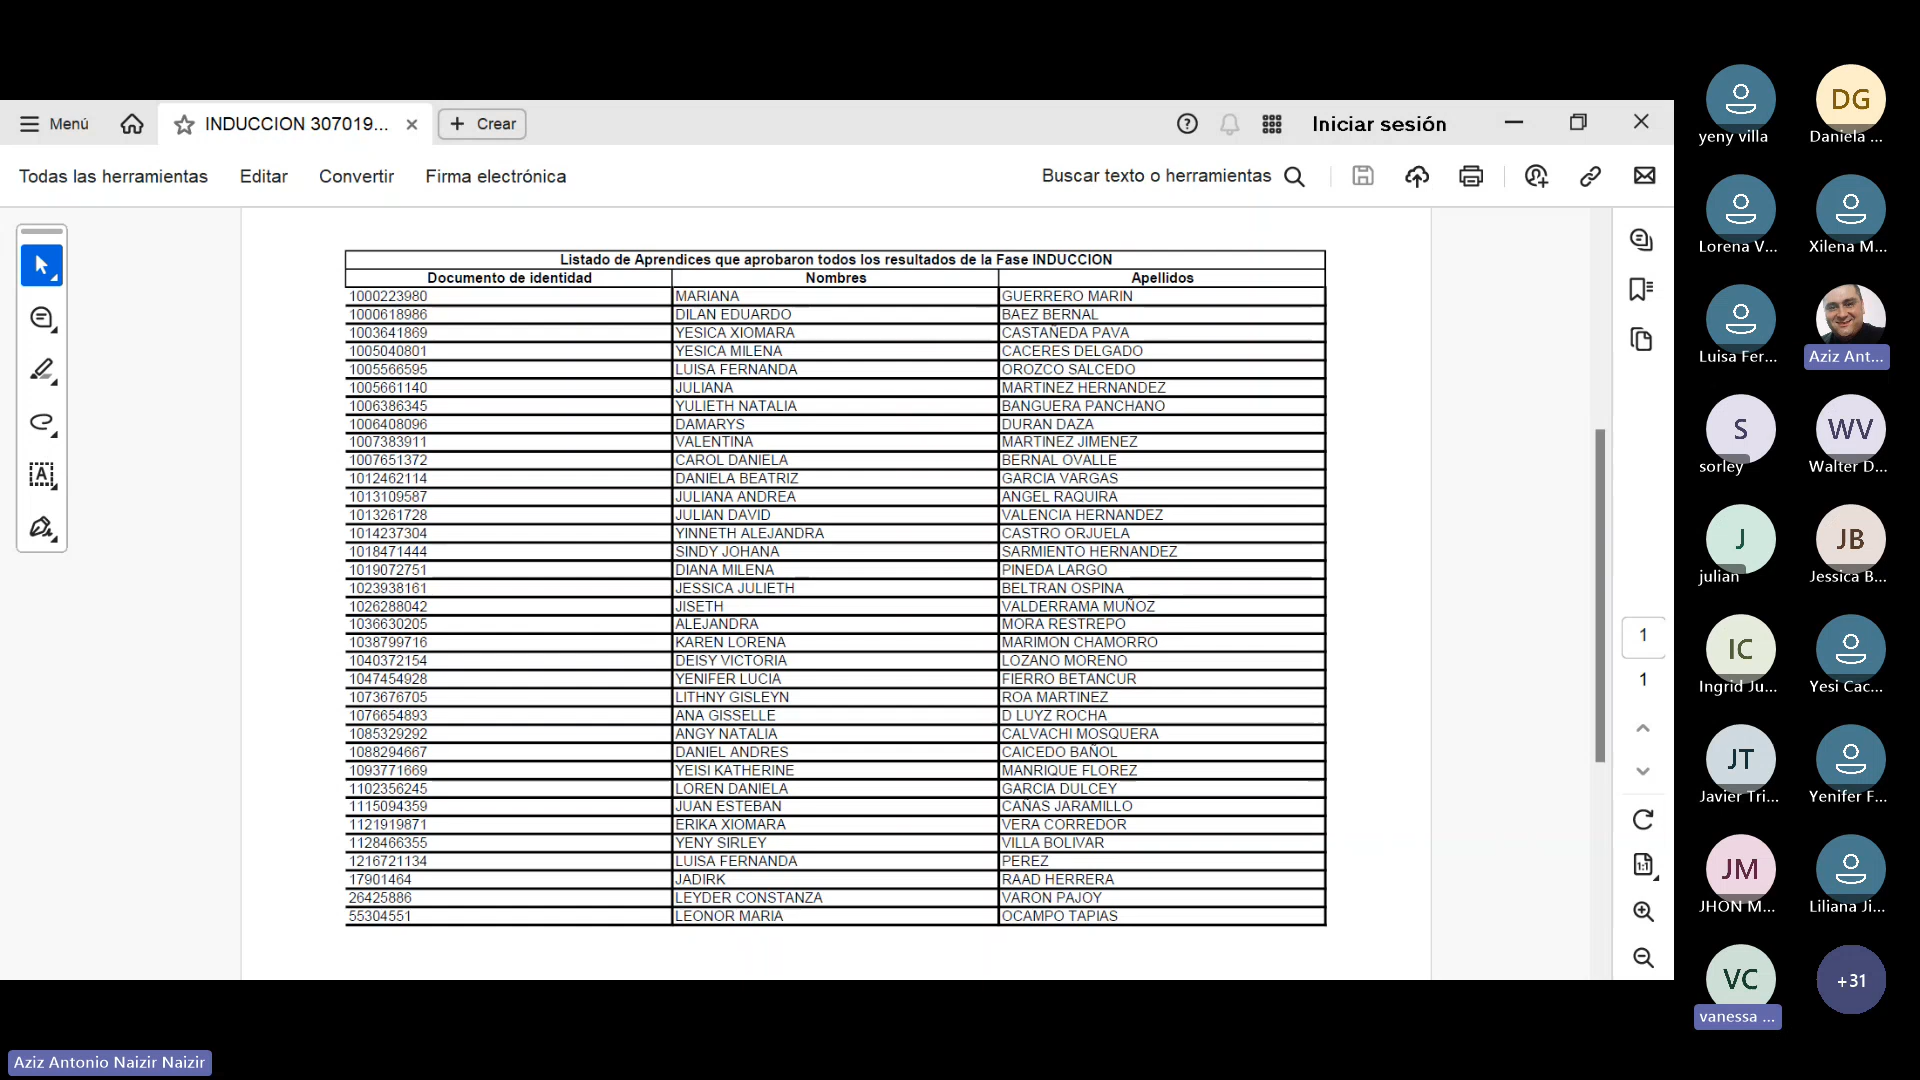 Menú
INDUCCION 307019...
Crear
Iniciar sesión
Todas las herramientas
Editar
Convertir
Firma electrónica
Buscar texto o herramientas
Listado de Aprendices que aprobaron todos los resultados de la Fase INDUCCION
Documento de identidad Nombres Apellidos
1000223980 MARIANA GUERRERO MARIN
1000618986 DILAN EDUARDO BAEZ BERNAL
1003641869 YESICA XIOMARA CASTAÑEDA PAVA
1005040801 YESICA MILENA CACERES DELGADO
1005566595 LUISA FERNANDA OROZCO SALCEDO
1005661140 JULIANA MARTINEZ HERNANDEZ
1006386345 YULIETH NATALIA BANGUERA PANCHANO
1006408096 DAMARYS DURAN DAZA
1007383911 VALENTINA MARTINEZ JIMENEZ
1007651372 CAROL DANIELA BERNAL OVALLE
1012462114 DANIELA BEATRIZ GARCIA VARGAS
1013109587 JULIANA ANDREA ANGEL RAQUIRA
1013261728 JULIAN DAVID VALENCIA HERNANDEZ
1014237304 YINNETH ALEJANDRA CASTRO ORJUELA
1018471444 SINDY JOHANA SARMIENTO HERNANDEZ
1019072751 DIANA MILENA PINEDA LARGO
1023938161 JESSICA JULIETH BELTRAN OSPINA
1026288042 JISETH VALDERRAMA MUÑOZ
1036630205 ALEJANDRA MORA RESTREPO
1038799716 KAREN LORENA MARIMON CHAMORRO
1040372154 DEISY VICTORIA LOZANO MORENO
1047454928 YENIFER LUCIA FIERRO BETANCUR
1073676705 LITHNY GISLEYN ROA MARTINEZ
1076654893 ANA GISSELLE D LUYZ ROCHA
1085329292 ANGY NATALIA CALVACHI MOSQUERA
1088294667 DANIEL ANDRES CAICEDO BAÑOL
1093771669 YEISI KATHERINE MANRIQUE FLOREZ
1102356245 LOREN DANIELA GARCIA DULCEY
1115094359 JUAN ESTEBAN CAÑAS JARAMILLO
1121919871 ERIKA XIOMARA VERA CORREDOR
1128466355 YENY SIRLEY VILLA BOLIVAR
1216721134 LUISA FERNANDA PEREZ
17901464 JADIRK RAAD HERRERA
26425886 LEYDER CONSTANZA VARON PAJOY
55304551 LEONOR MARIA OCAMPO TAPIAS
1
1
1:1
DG
yeny villa Daniela ...
Lorena V... Xilena M...
Luisa Fer... Aziz Ant...
S WV
sorley Walter D...
J JB
julian Jessica B...
IC
Ingrid Ju... Yesi Cac...
JT
Javier Tri... Yenifer F...
JM
JHON M... Liliana Ji...
VC +31
vanessa ...
Aziz Antonio Naizir Naizir